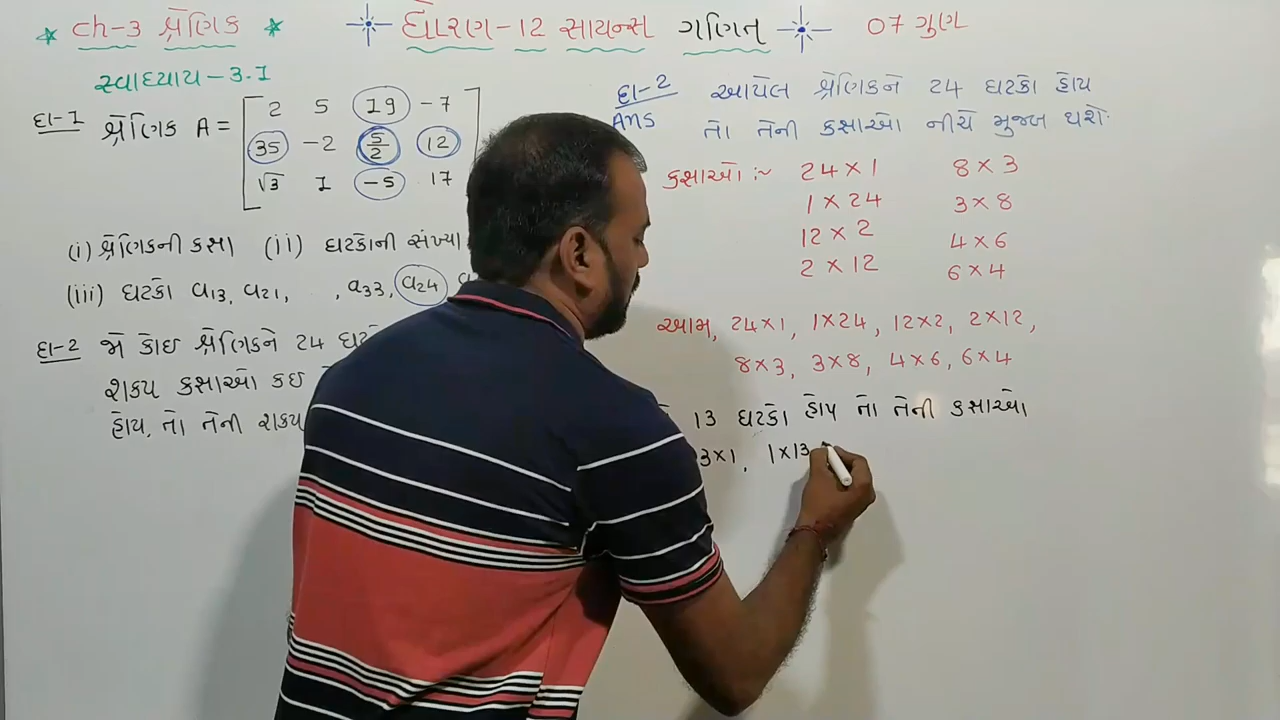 ★ Ch-3 શ્રેણિક ★ ધોરણ-12 સાયન્સ ગણિત 07 ગુણ
સ્વાધ્યાય-3.1
દા-1 શ્રેણિક A = [ 2 5 19 -7
35 -2 5/2 12
√3 1 -5 17
(i) શ્રેણિકની કક્ષા (ii) ઘટકોની સંખ્યા
(iii) ઘટકો a13, a21, , a33, a24,
દા-2 જો કોઇ શ્રેણિકને 24
શક્ય કક્ષાઓ કઇ
હોય, તો તેની શક્ય
દા-2 આપેલ શ્રેણિકને 24 ઘટકો હોય
Ans તો તેની કક્ષાઓ નીચે મુજબ થશે.
કક્ષાઓ :- 24×1 8×3
1×24 3×8
12×2 4×6
2×12 6×4
આમ, 24×1, 1×24, 12×2, 2×12,
8×3, 3×8, 4×6, 6×4
13 ઘટકો હોય તો તેની કક્ષાઓ
3×1, 1×13